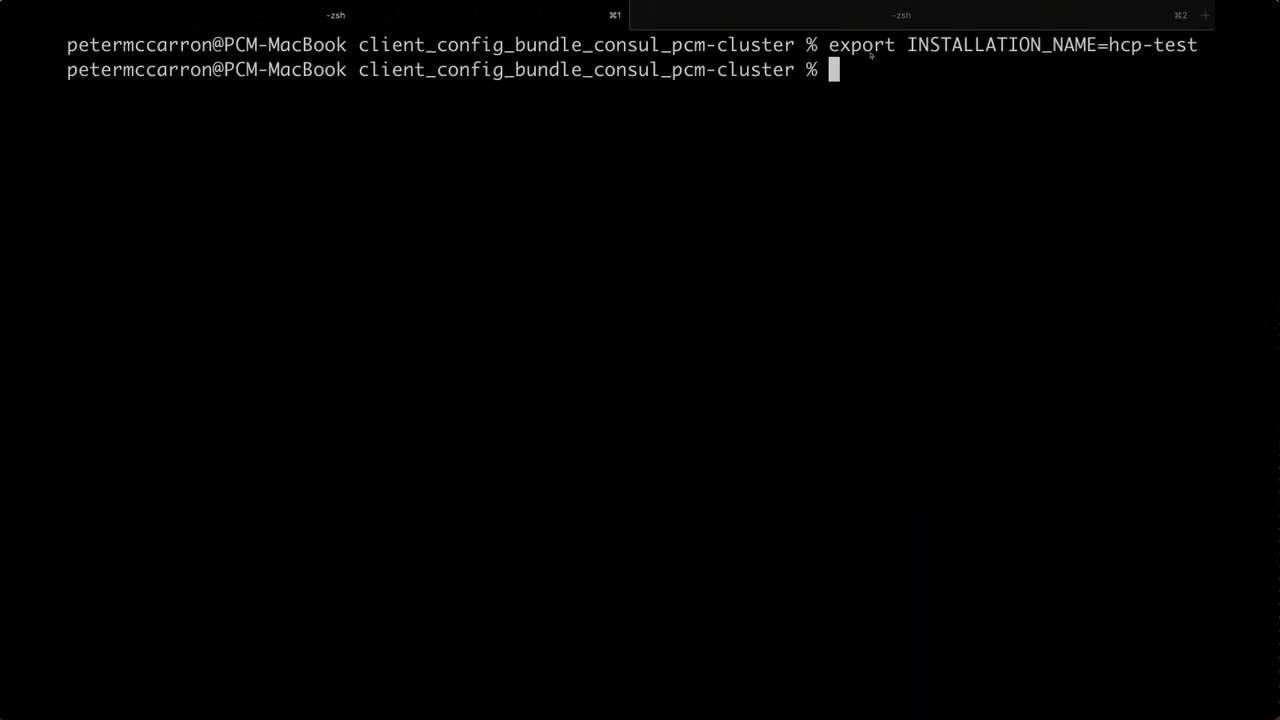 -zsh ⌘1 -zsh ⌘2 +
petermccarron@PCM-MacBook client_config_bundle_consul_pcm-cluster % export INSTALLATION_NAME=hcp-test
petermccarron@PCM-MacBook client_config_bundle_consul_pcm-cluster %